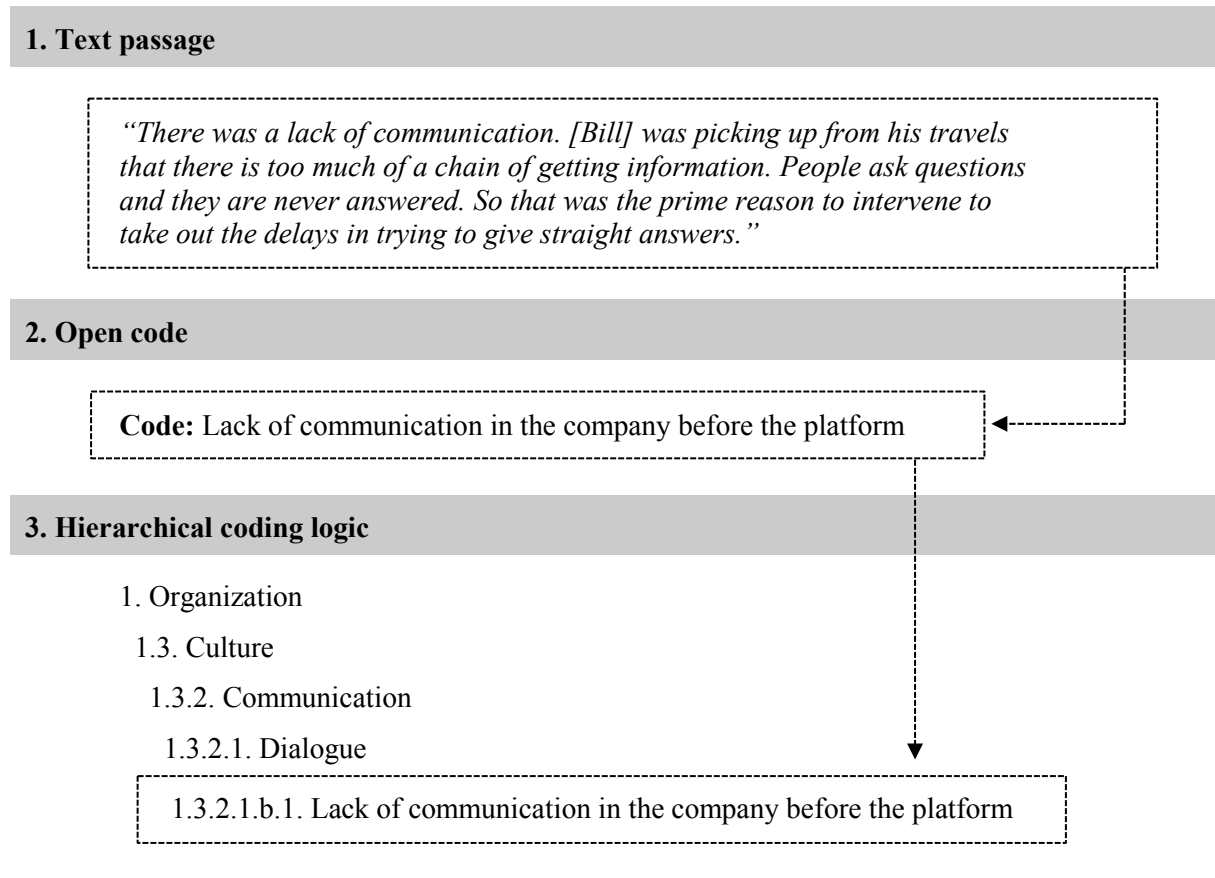 1. Text passage
“There was a lack of communication. [Bill] was picking up from his travels
that there is too much of a chain of getting information. People ask questions
and they are never answered. So that was the prime reason to intervene to
take out the delays in trying to give straight answers.”
2. Open code
Code: Lack of communication in the company before the platform
3. Hierarchical coding logic
1. Organization
1.3. Culture
1.3.2. Communication
1.3.2.1. Dialogue
1.3.2.1.b.1. Lack of communication in the company before the platform